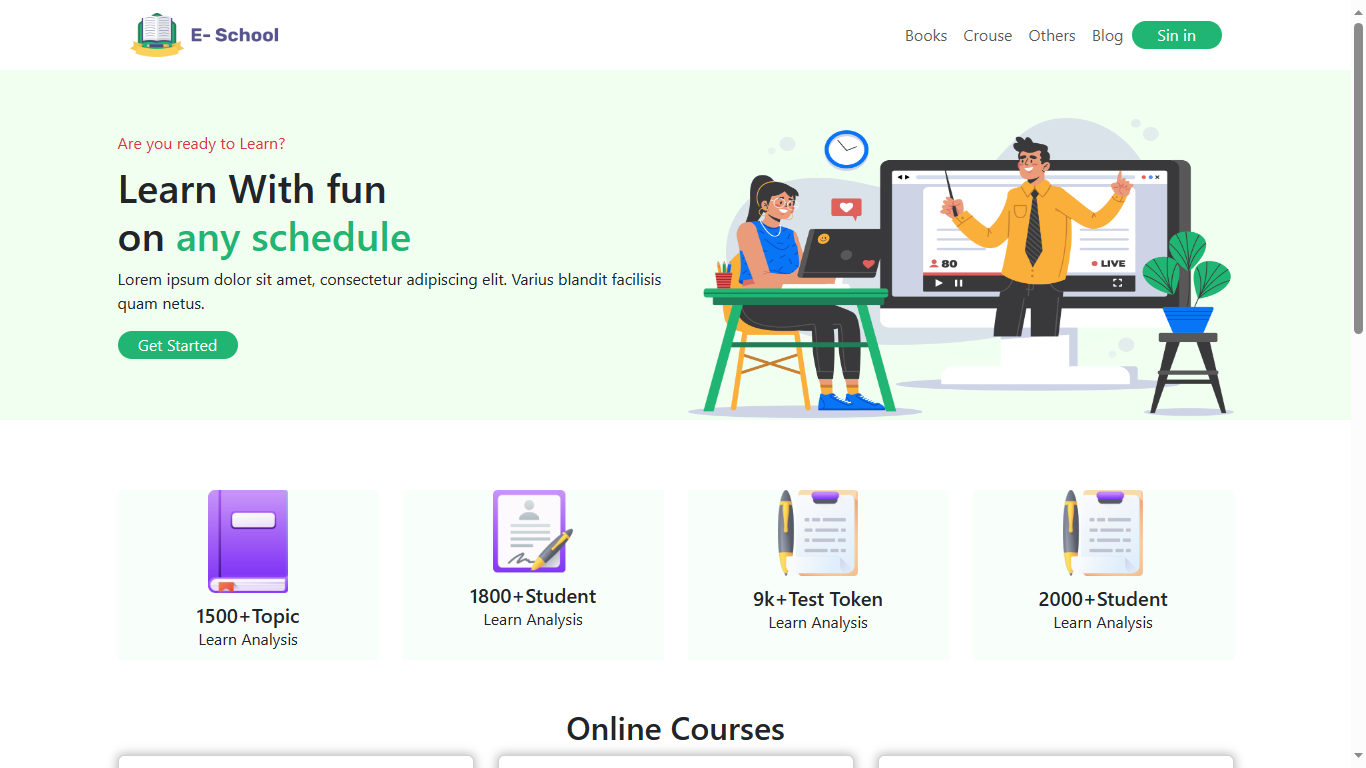 E- School
Books
Crouse
Others
Blog
Sin in
Are you ready to Learn?
Learn With fun
on any schedule
Lorem ipsum dolor sit amet, consectetur adipiscing elit. Varius blandit facilisis
quam netus.
Get Started
80
LIVE
1500+Topic
Learn Analysis
1800+Student
Learn Analysis
9k+Test Token
Learn Analysis
2000+Student
Learn Analysis
Online Courses